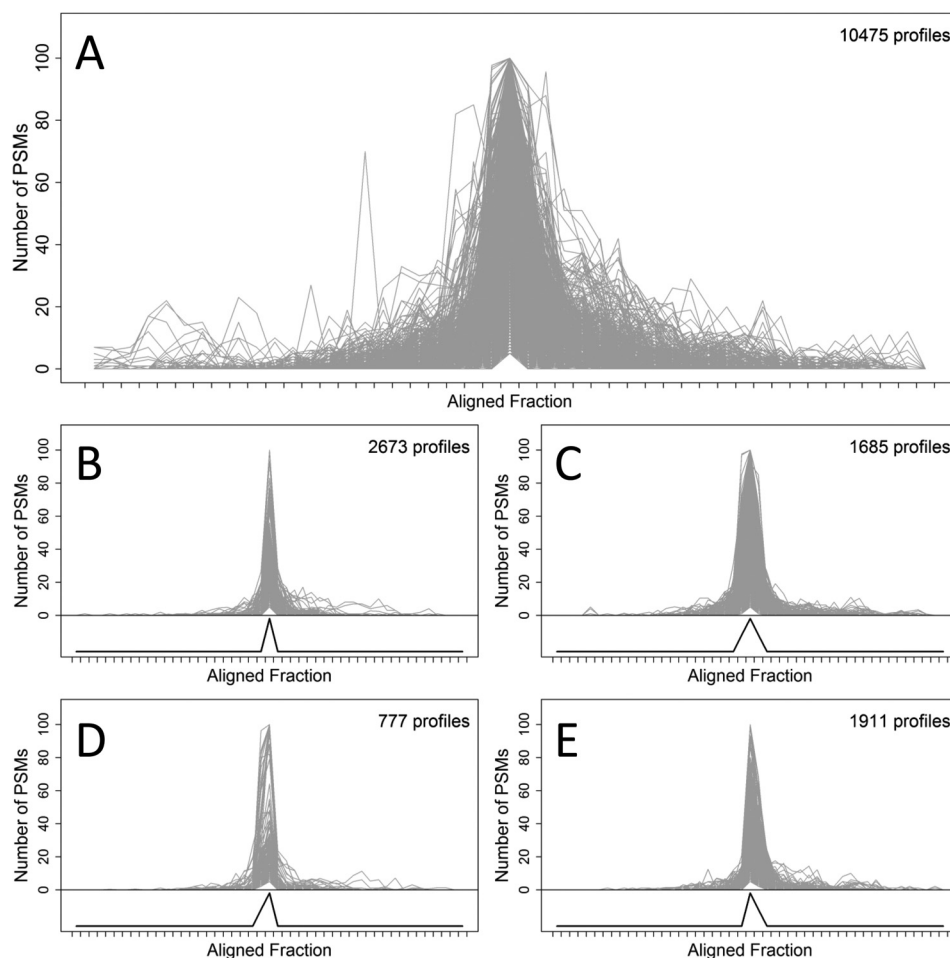 A
10475 profiles
Number of PSMs
100
80
60
40
20
0
Aligned Fraction
B
2673 profiles
Number of PSMs
100
80
60
40
20
0
Aligned Fraction
C
1685 profiles
Number of PSMs
100
80
60
40
20
0
Aligned Fraction
D
777 profiles
Number of PSMs
100
80
60
40
20
0
Aligned Fraction
E
1911 profiles
Number of PSMs
100
80
60
40
20
0
Aligned Fraction